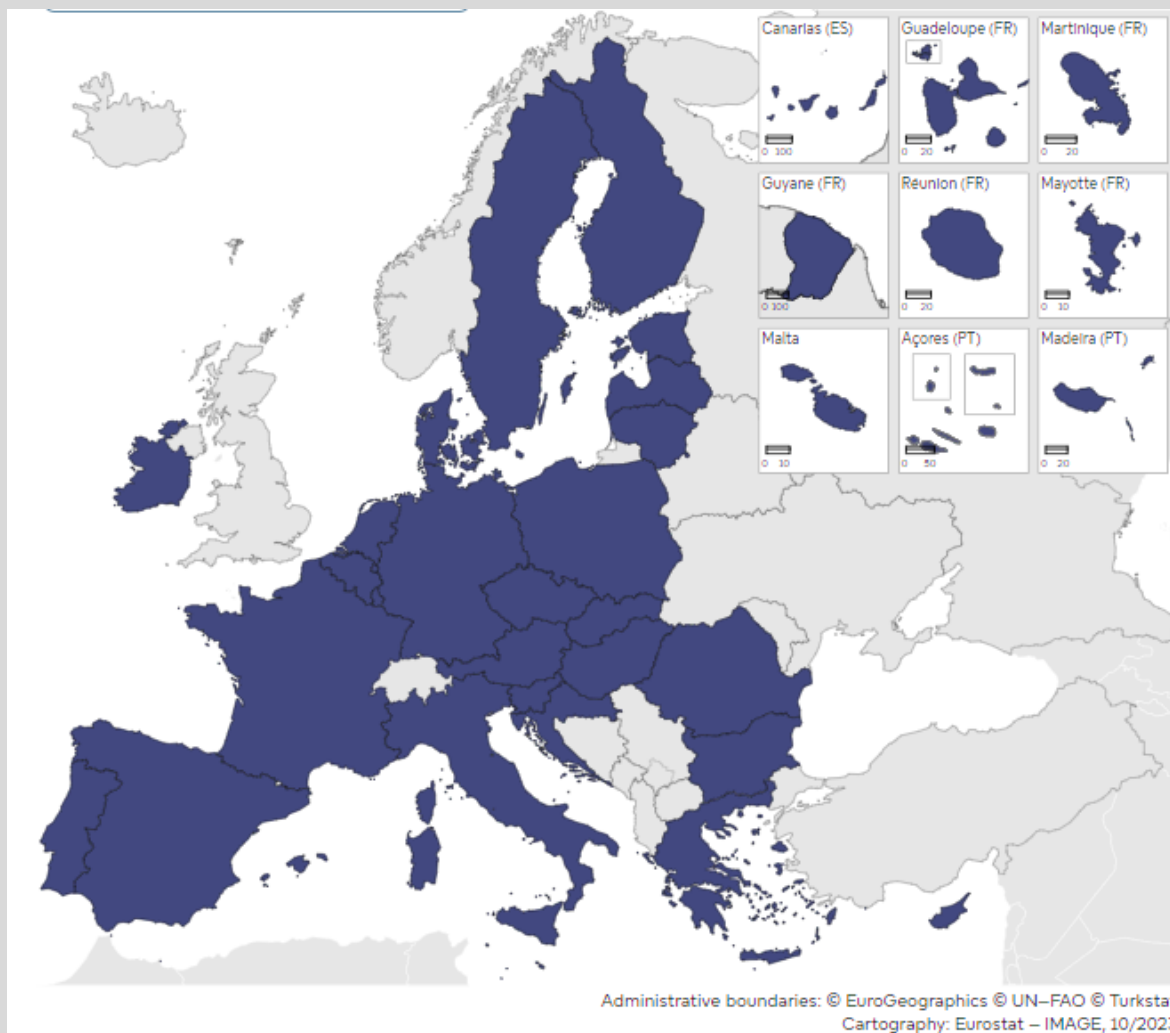 Canarias (ES)
0 100
Guadeloupe (FR)
0 20
Martinique (FR)
0 20
Guyane (FR)
0 100
Réunion (FR)
0 20
Mayotte (FR)
0 10
Malta
0 10
Açores (PT)
0 50
Madeira (PT)
0 20
Administrative boundaries: © EuroGeographics © UN–FAO © Turksta
Cartography: Eurostat – IMAGE, 10/202